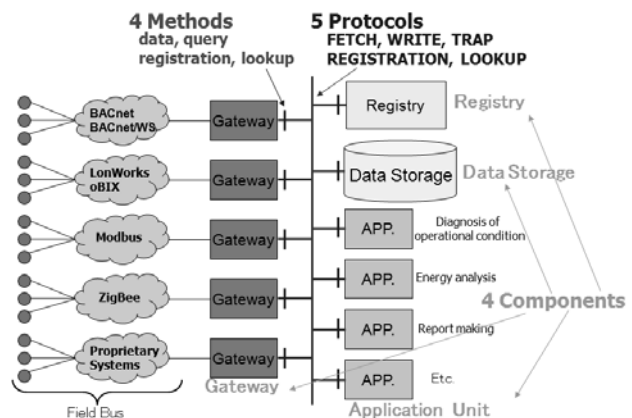 4 Methods
data, query
registration, lookup
5 Protocols
FETCH, WRITE, TRAP
REGISTRATION, LOOKUP
BACnet
BACnet/WS
Gateway
Registry
Registry
LonWorks
oBIX
Gateway
Data Storage
Data Storage
Modbus
Gateway
APP.
Diagnosis of
operational condition
ZigBee
Gateway
APP.
Energy analysis
4 Components
Proprietary
Systems
Gateway
APP.
Report making
Gateway
APP.
Etc.
Field Bus
Application Unit